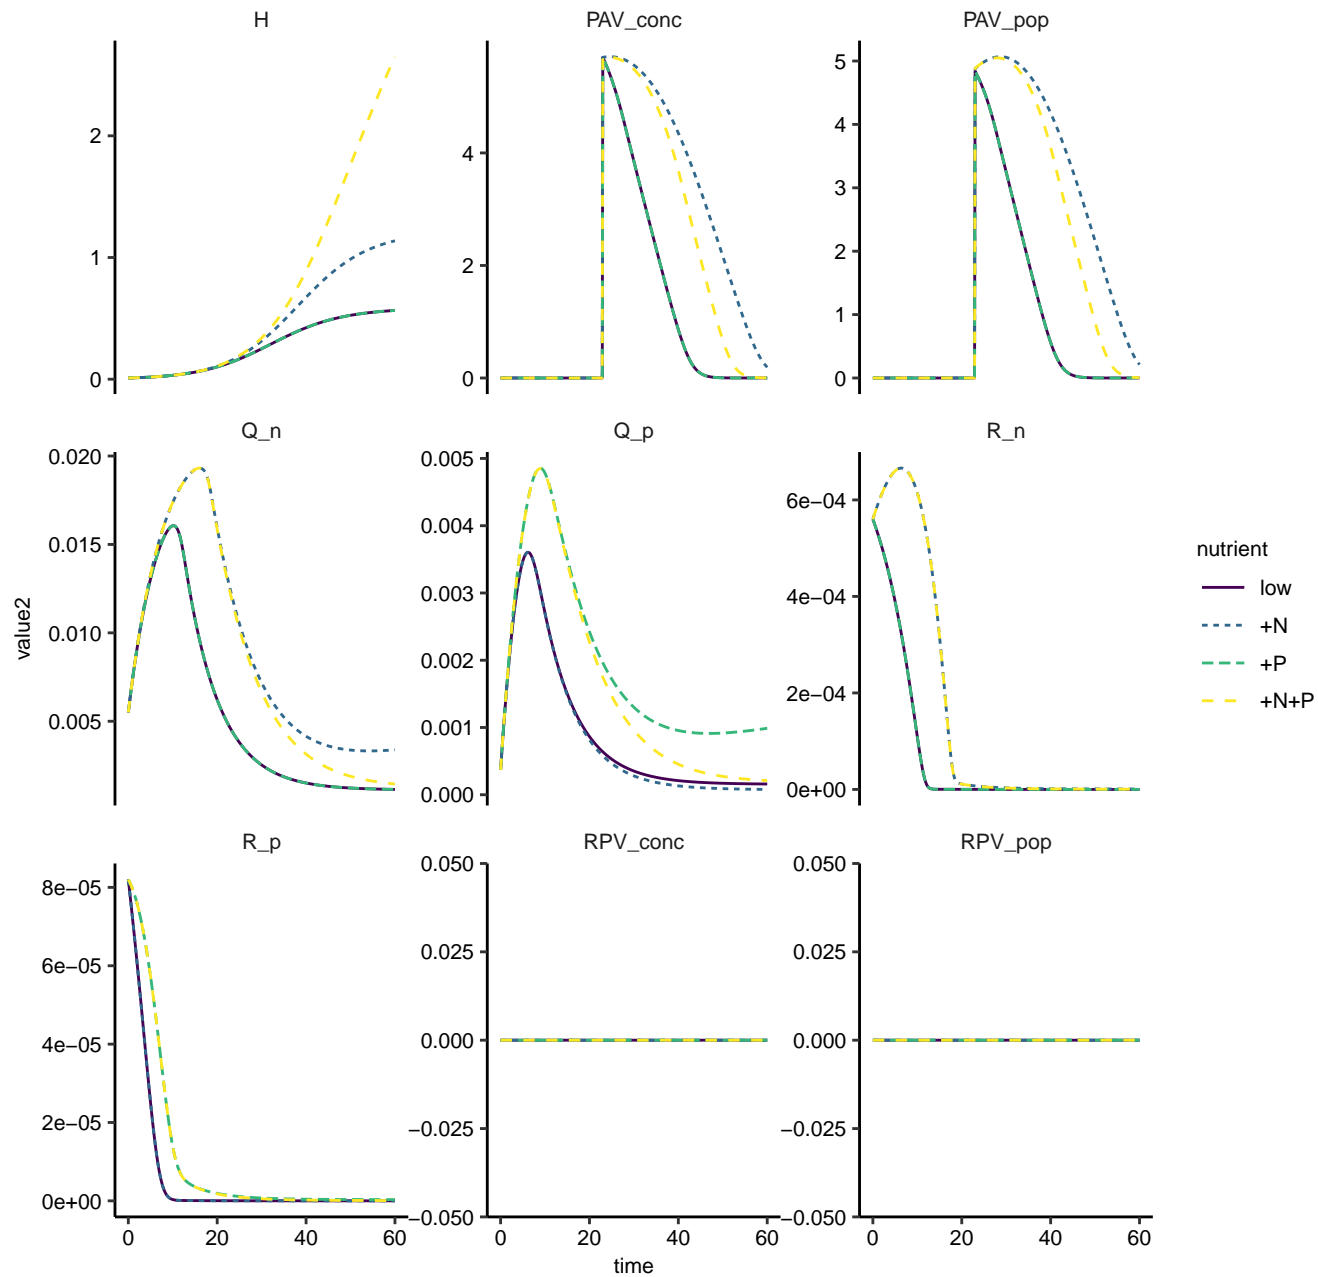 H
PAV_conc
PAV_pop
2
1
0
4
2
0
5
4
3
2
1
0
Q_n
Q_p
R_n
0.020
0.015
0.010
0.005
0.005
0.004
0.003
0.002
0.001
0.000
6e−04
4e−04
2e−04
0e+00
value2
nutrient
low
+N
+P
+N+P
R_p
RPV_conc
RPV_pop
8e−05
6e−05
4e−05
2e−05
0e+00
0.050
0.025
0.000
−0.025
−0.050
0.050
0.025
0.000
−0.025
−0.050
0 20 40 60
0 20 40 60
0 20 40 60
time